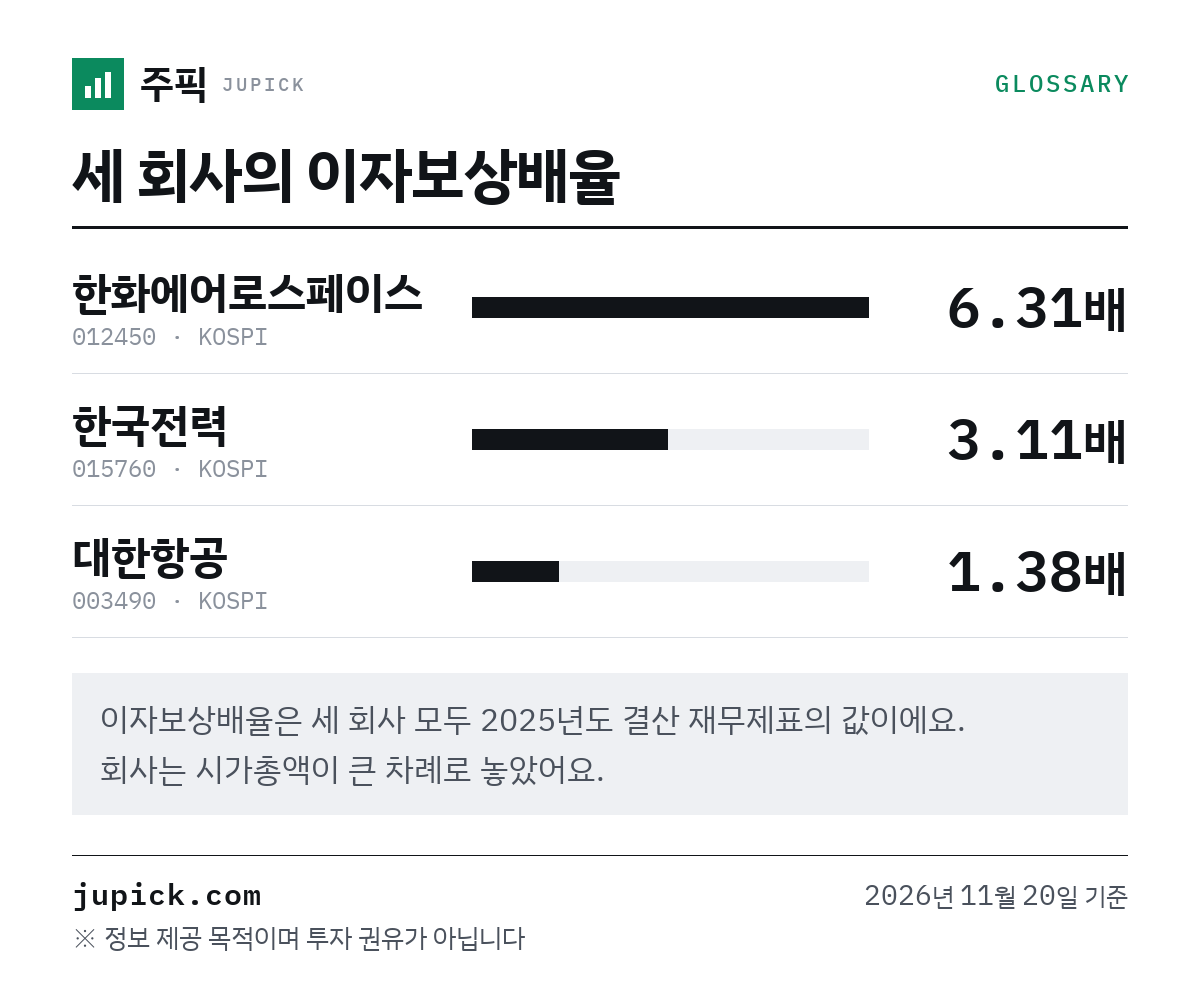 주픽 JUPICK
GLOSSARY
세 회사의 이자보상배율
한화에어로스페이스
012450 · KOSPI
6.31배
한국전력
015760 · KOSPI
3.11배
대한항공
003490 · KOSPI
1.38배
이자보상배율은 세 회사 모두 2025년도 결산 재무제표의 값이에요.
회사는 시가총액이 큰 차례로 놓았어요.
jupick.com
2026년 11월 20일 기준
※ 정보 제공 목적이며 투자 권유가 아닙니다